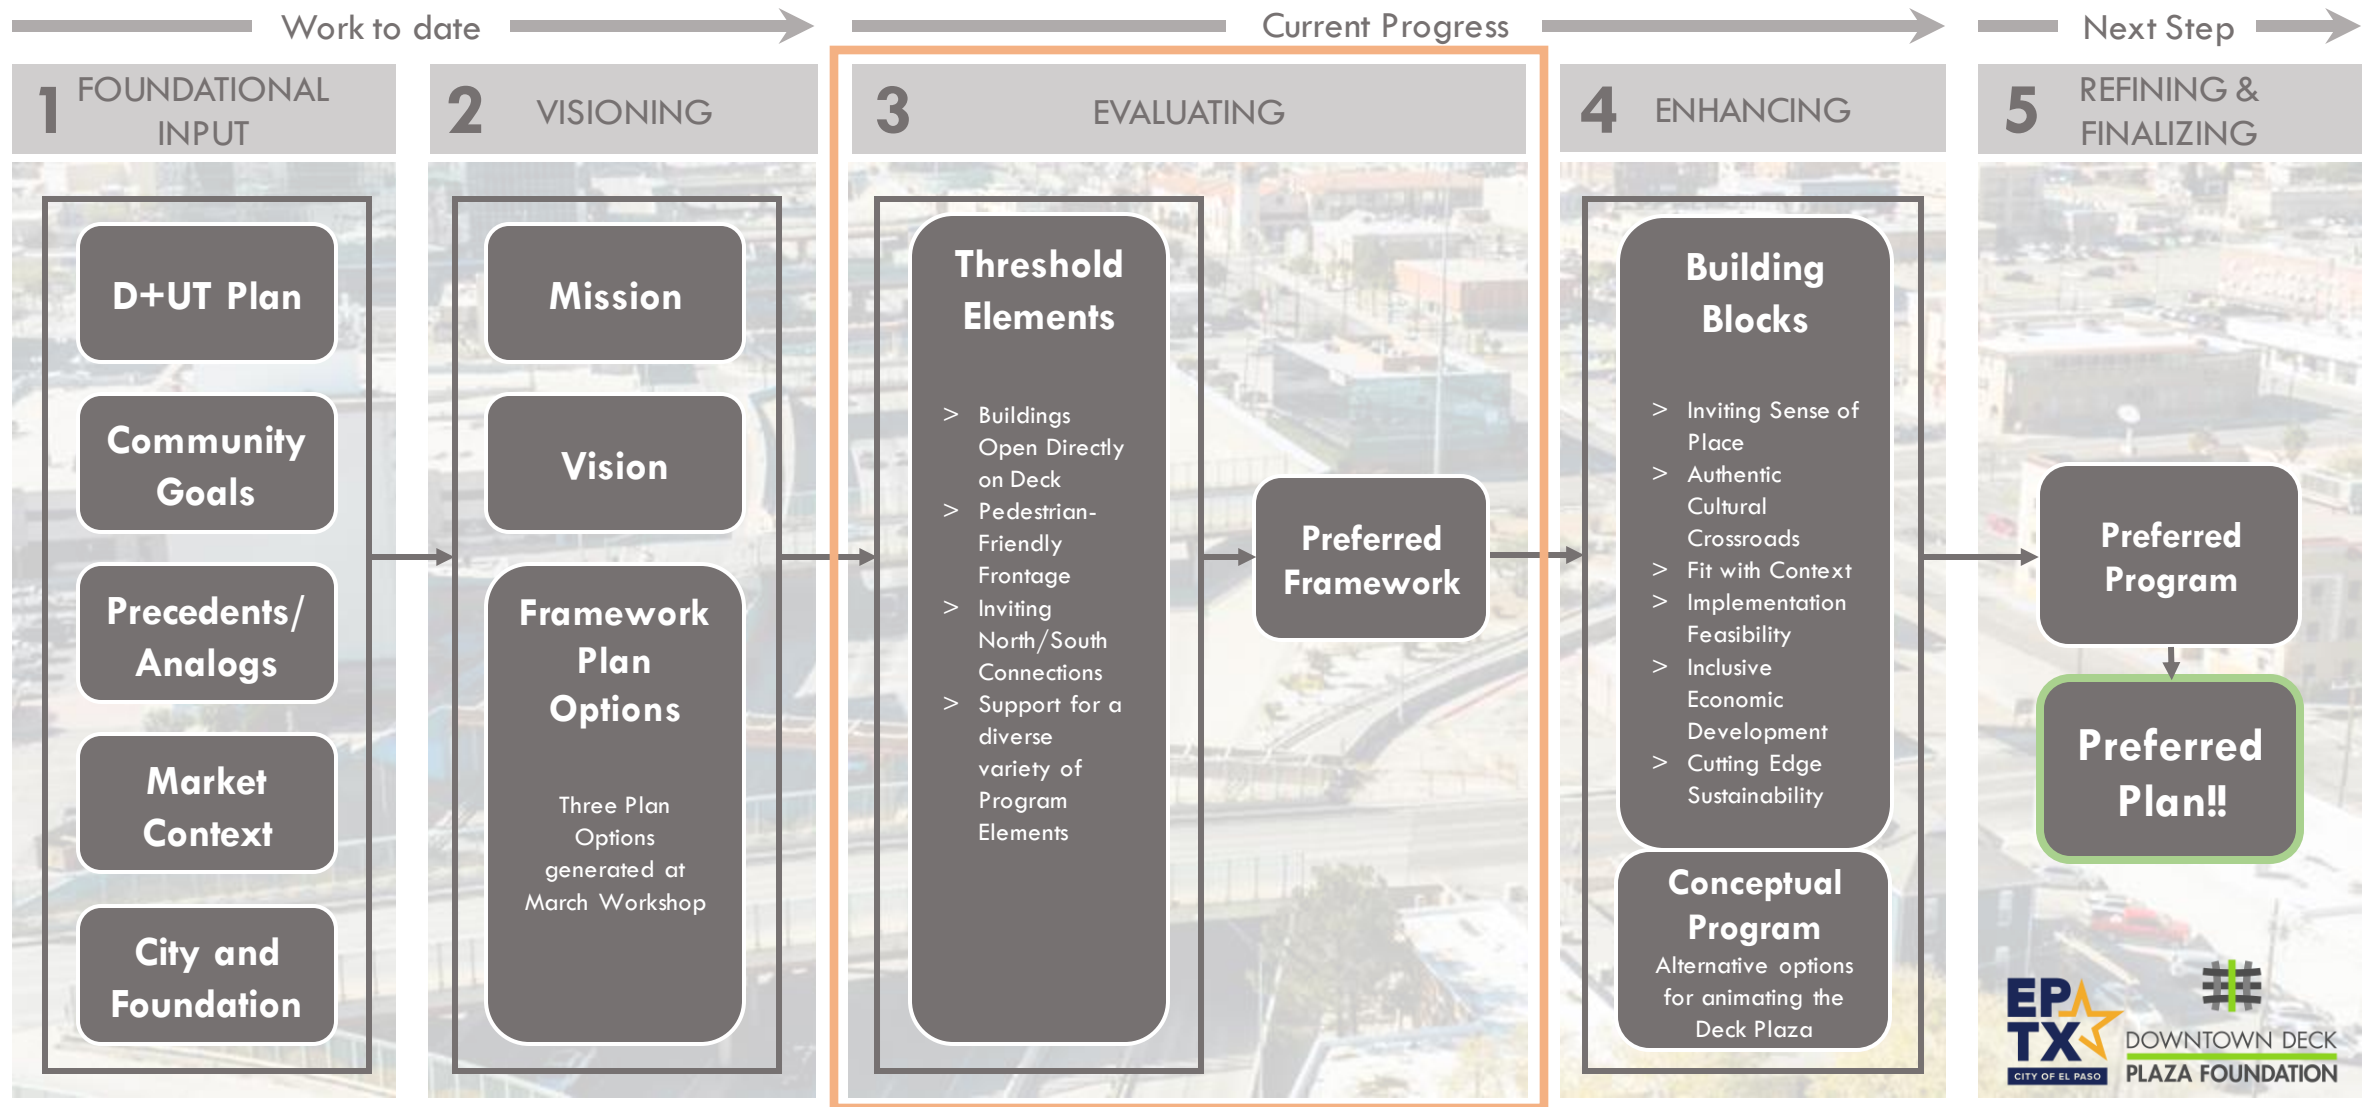 Work to date
Current Progress
Next Step
1 FOUNDATIONAL
INPUT
2 VISIONING
3 EVALUATING
4 ENHANCING
5 REFINING &
FINALIZING
D+UT Plan
Community
Goals
Precedents/
Analogs
Market
Context
City and
Foundation
Mission
Vision
Framework
Plan
Options
Three Plan
Options
generated at
March Workshop
Threshold
Elements
> Buildings
Open Directly
on Deck
> Pedestrian-
Friendly
Frontage
> Inviting
North/South
Connections
> Support for a
diverse
variety of
Program
Elements
Preferred
Framework
Building
Blocks
> Inviting Sense of
Place
> Authentic
Cultural
Crossroads
> Fit with Context
> Implementation
Feasibility
> Inclusive
Economic
Development
> Cutting Edge
Sustainability
Conceptual
Program
Alternative options
for animating the
Deck Plaza
Preferred
Program
Preferred
Plan!!
EP
TX
CITY OF EL PASO
DOWNTOWN DECK
PLAZA FOUNDATION